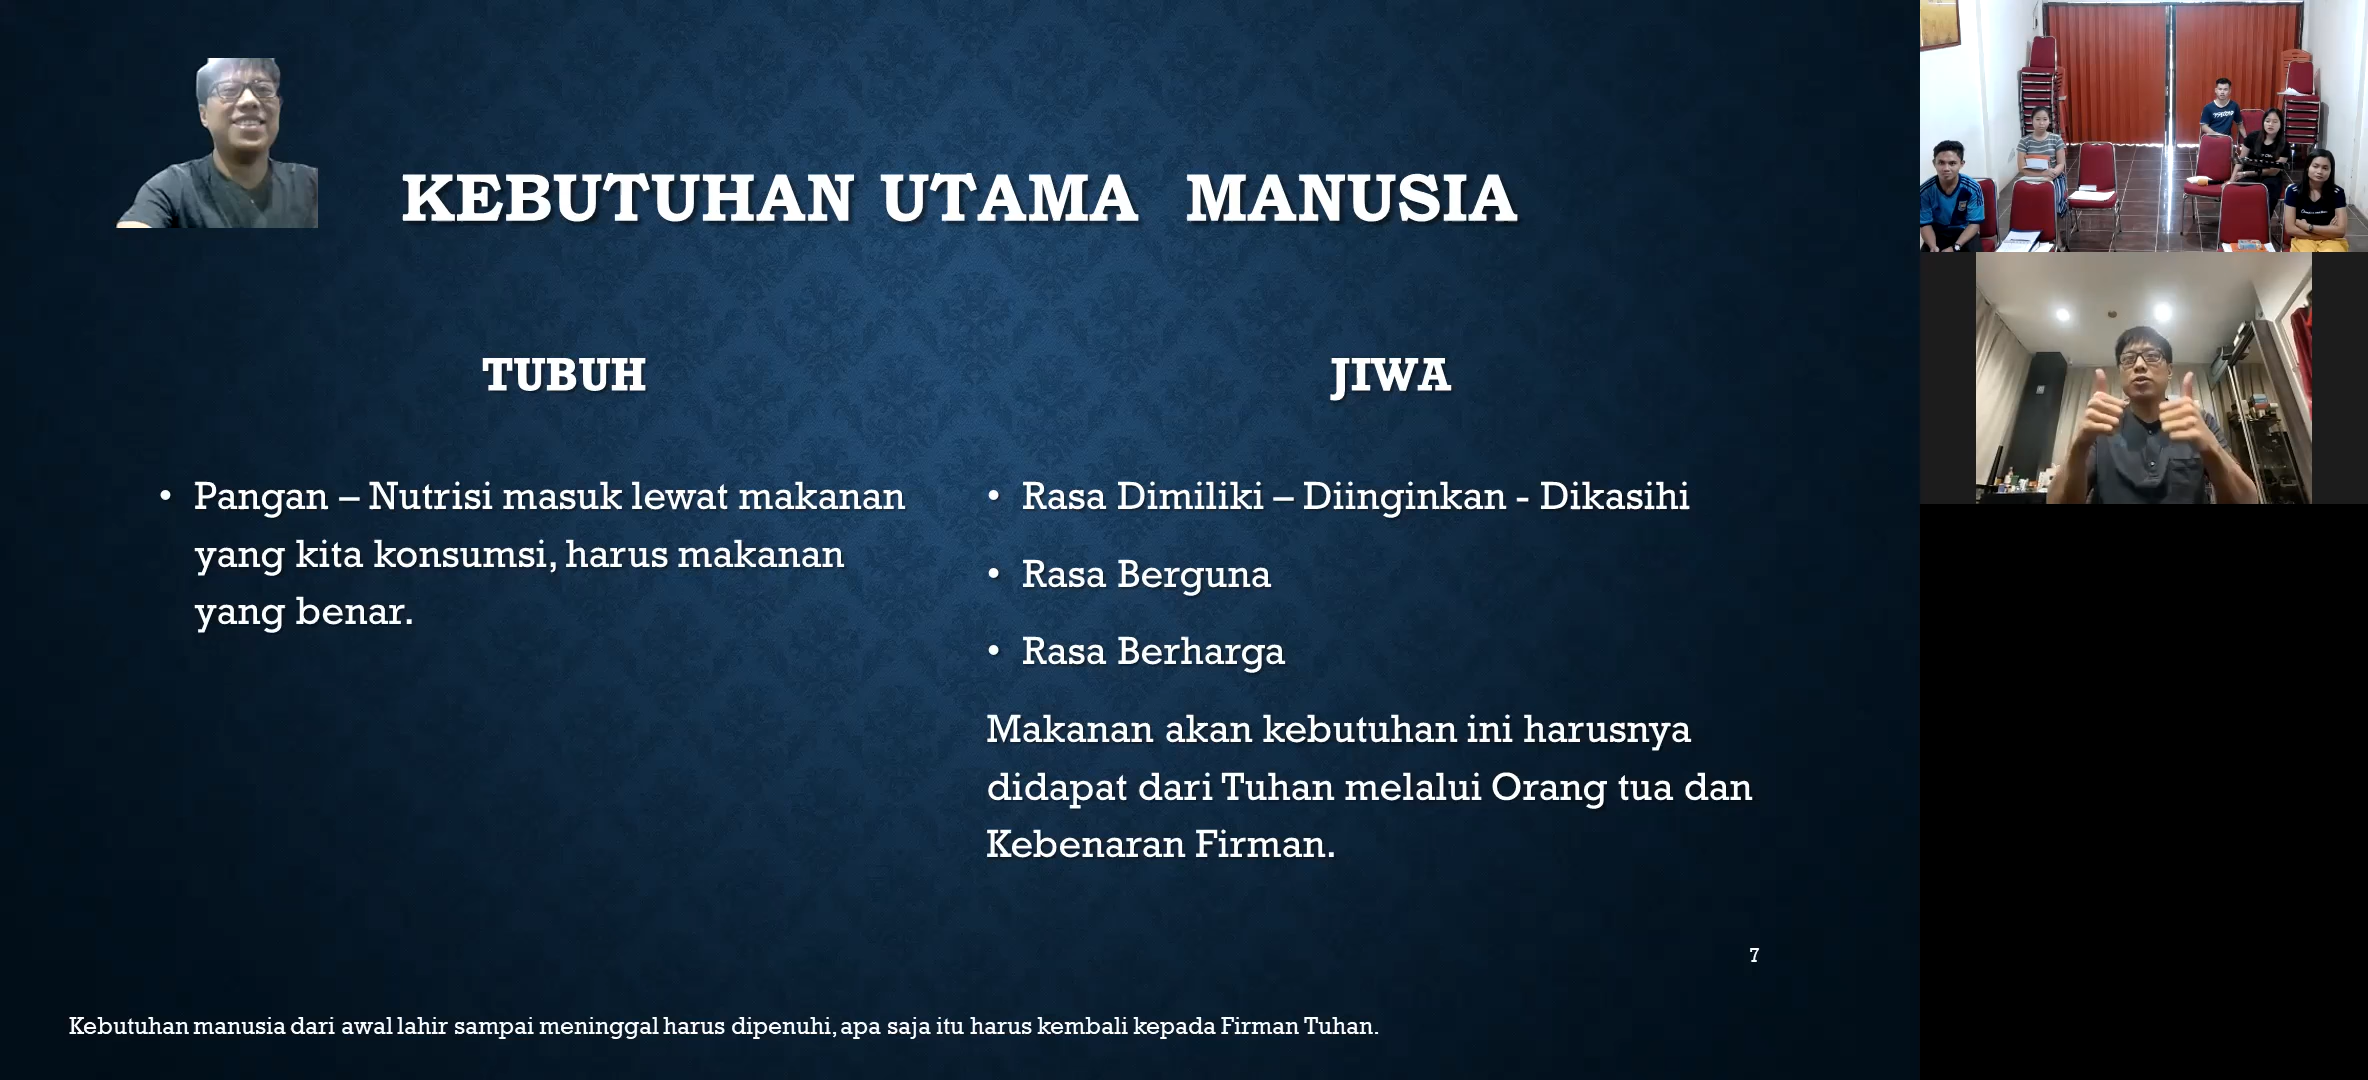 KEBUTUHAN UTAMA MANUSIA
TUBUH
• Pangan – Nutrisi masuk lewat makanan
yang kita konsumsi, harus makanan
yang benar.
JIWA
• Rasa Dimiliki – Diinginkan - Dikasihi
• Rasa Berguna
• Rasa Berharga
Makanan akan kebutuhan ini harusnya
didapat dari Tuhan melalui Orang tua dan
Kebenaran Firman.
7
Kebutuhan manusia dari awal lahir sampai meninggal harus dipenuhi, apa saja itu harus kembali kepada Firman Tuhan.